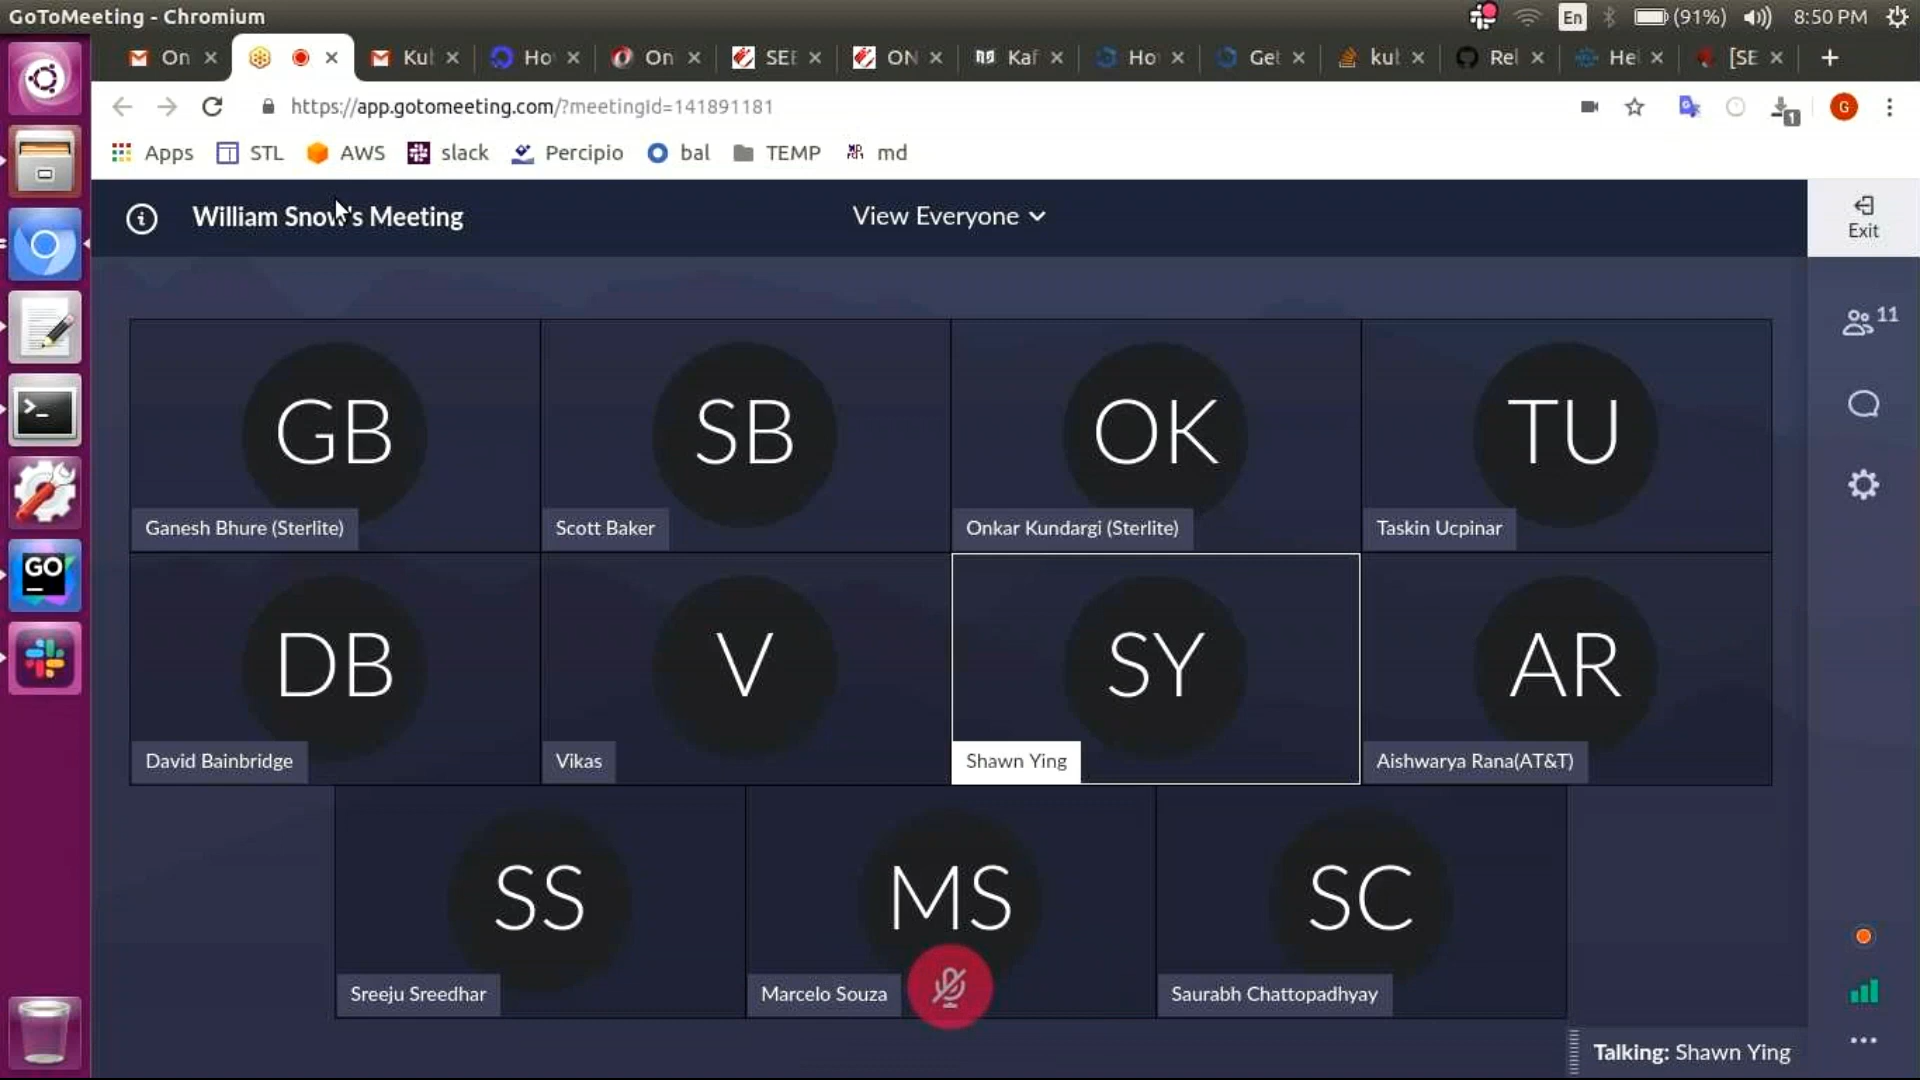 GoToMeeting - Chromium
En (91%) 8:50 PM
On Kul Ho On SEE ON Kaf Ho Get kul Rel He [SE
https://app.gotomeeting.com/?meetingId=141891181
1 G
Apps STL AWS slack Percipio bal TEMP md
William Snow's Meeting
View Everyone
Exit
11
GB SB OK TU
Ganesh Bhure (Sterlite) Scott Baker Onkar Kundargi (Sterlite) Taskin Ucpinar
DB V SY AR
David Bainbridge Vikas Shawn Ying Aishwarya Rana(AT&T)
SS MS SC
Sreeju Sreedhar Marcelo Souza Saurabh Chattopadhyay
Talking: Shawn Ying
GO